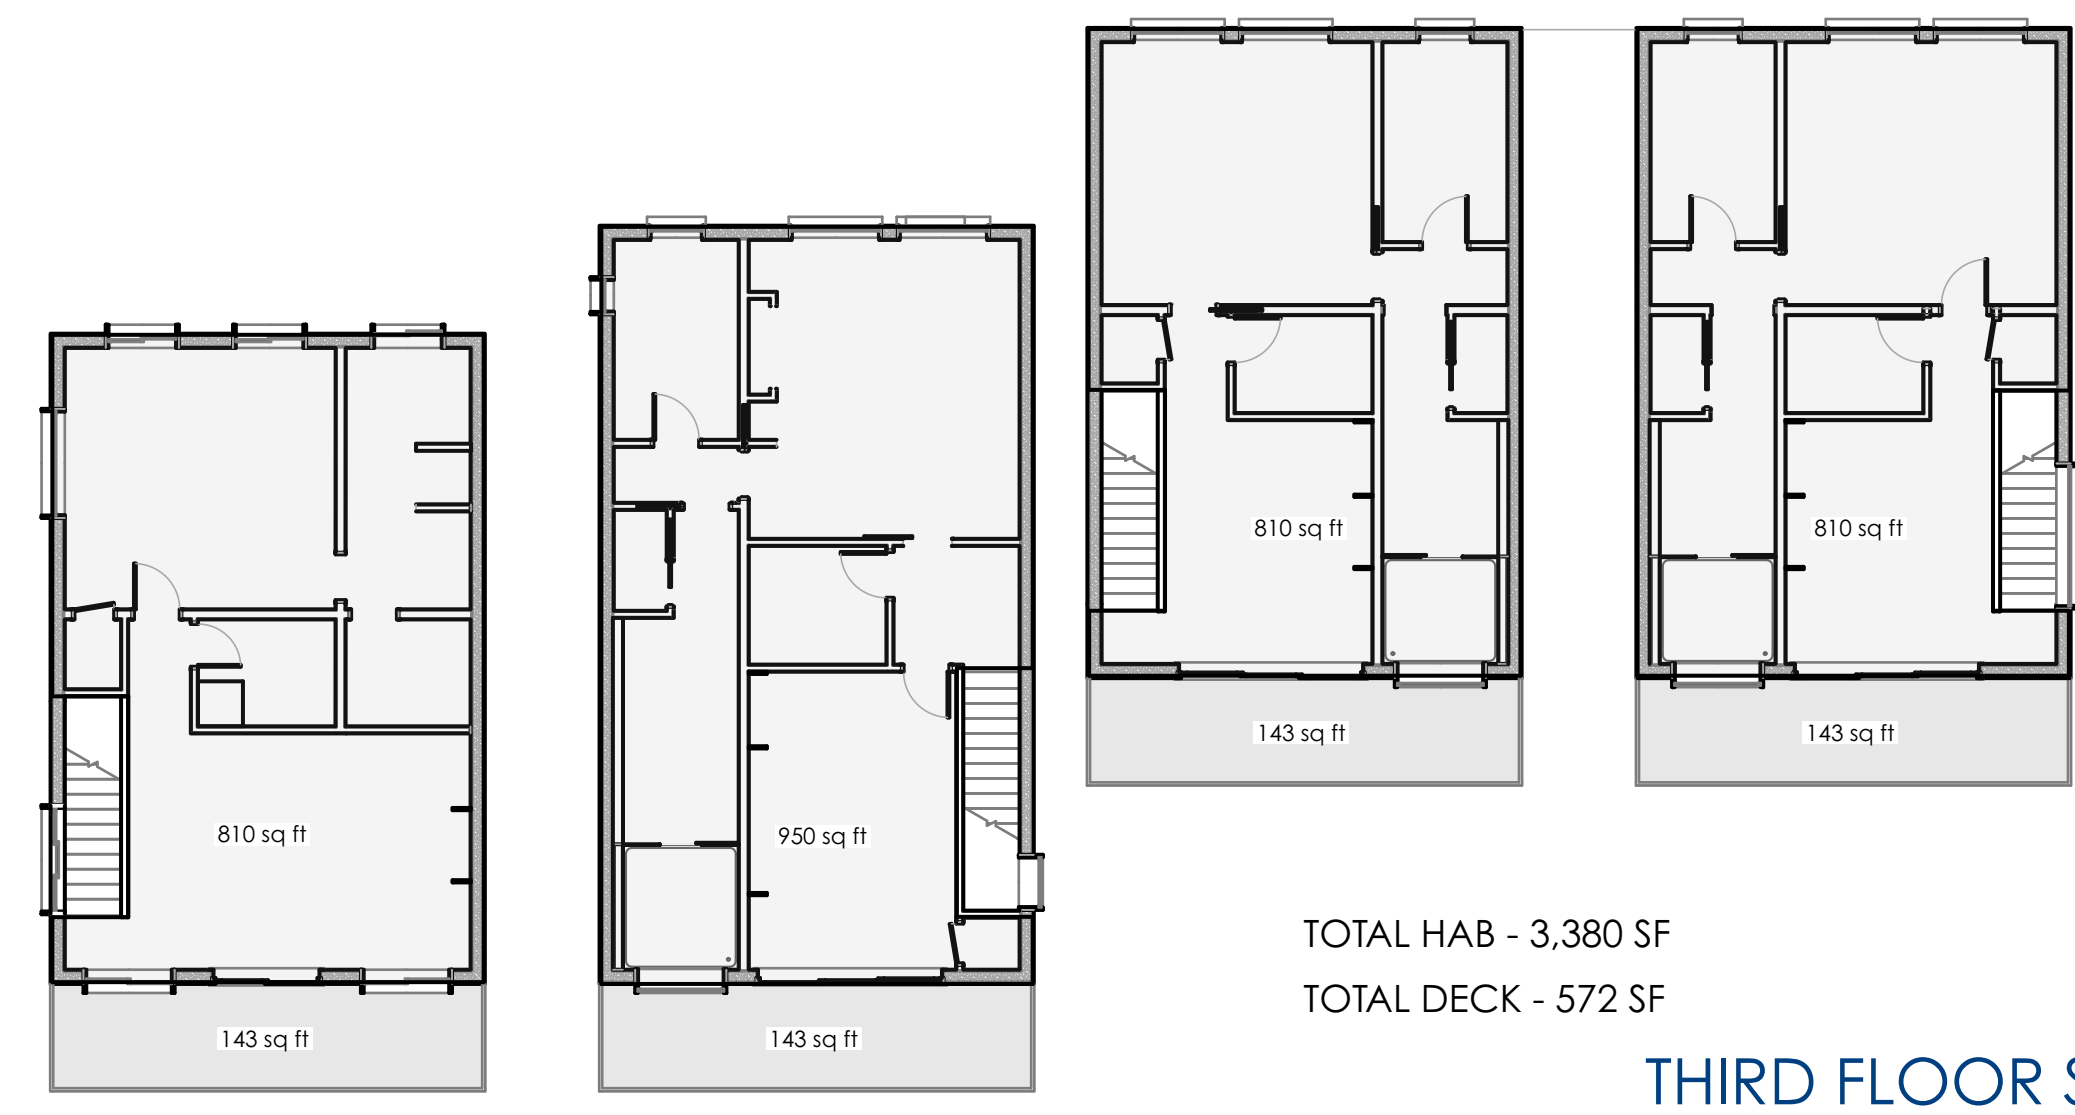 810 sq ft
810 sq ft
143 sq ft
143 sq ft
810 sq ft
950 sq ft
TOTAL HAB - 3,380 SF
TOTAL DECK - 572 SF
143 sq ft
143 sq ft
THIRD FLOOR